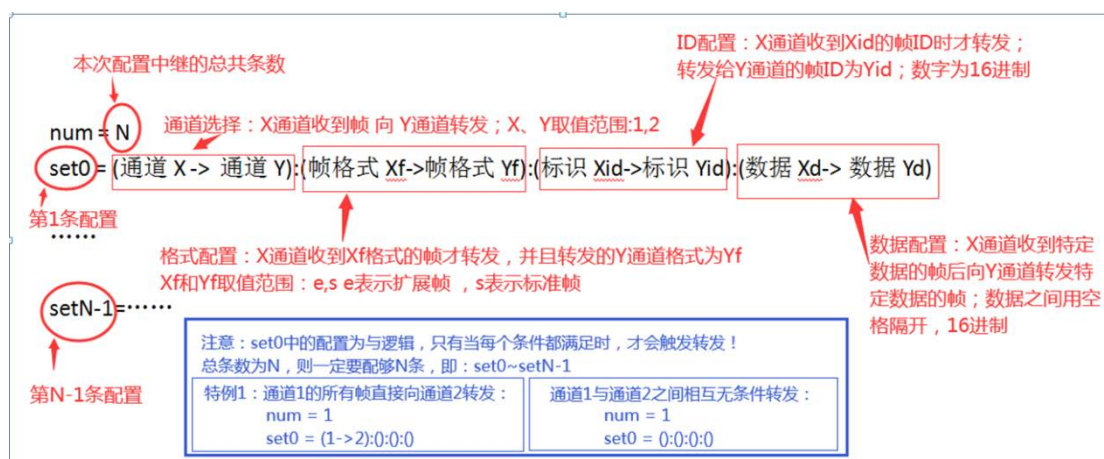 ID配置：X通道收到Xid的帧ID时才转发；
转发给Y通道的帧ID为Yid；数字为16进制
本次配置中继的总共条数
通道选择：X通道收到帧 向 Y通道转发；X、Y取值范围:1,2
num = N
set0 = (通道 X -> 通道 Y):(帧格式 Xf->帧格式 Yf):(标识 Xid->标识 Yid):(数据 Xd-> 数据 Yd)
第1条配置
……
格式配置：X通道收到Xf格式的帧才转发，并且转发的Y通道格式为Yf
Xf和Yf取值范围：e,s e表示扩展帧 ，s表示标准帧
数据配置：X通道收到特定
数据的帧后向Y通道转发特
定数据的帧；数据之间用空
格隔开，16进制
setN-1=……
第N-1条配置
注意：set0中的配置为与逻辑，只有当每个条件都满足时，才会触发转发！
总条数为N，则一定要配够N条，即：set0~setN-1
特例1：通道1的所有帧直接向通道2转发：
num = 1
set0 = (1->2):():():()
通道1与通道2之间相互无条件转发：
num = 1
set0 = ():():():()